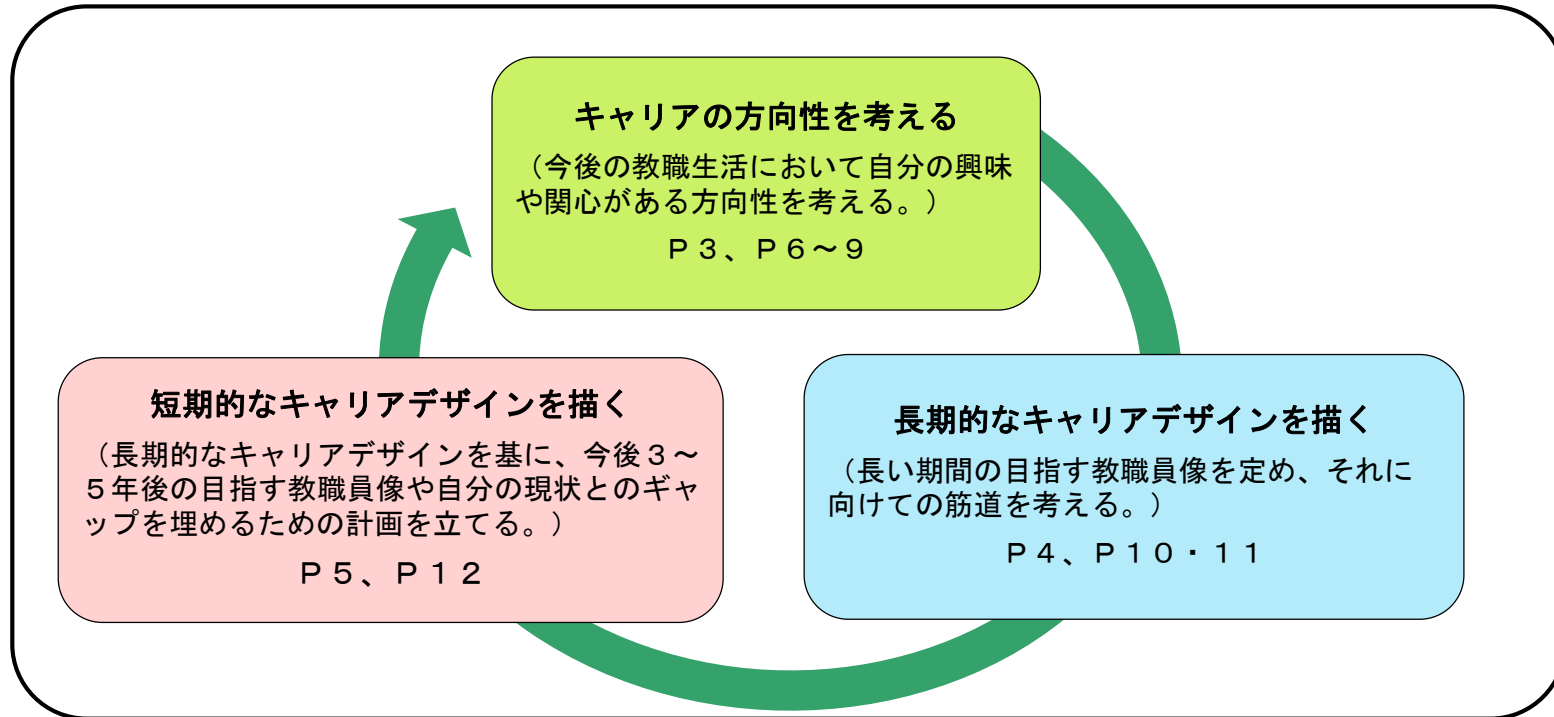 キャリアの方向性を考える
（今後の教職生活において自分の興味
や関心がある方向性を考える。）
Ｐ３、Ｐ６～９
長期的なキャリアデザインを描く
（長い期間の目指す教職員像を定め、それに
向けての筋道を考える。）
Ｐ４、Ｐ１０・１１
短期的なキャリアデザインを描く
（長期的なキャリアデザインを基に、今後３～
５年後の目指す教職員像や自分の現状とのギャ
ップを埋めるための計画を立てる。）
Ｐ５、Ｐ１２